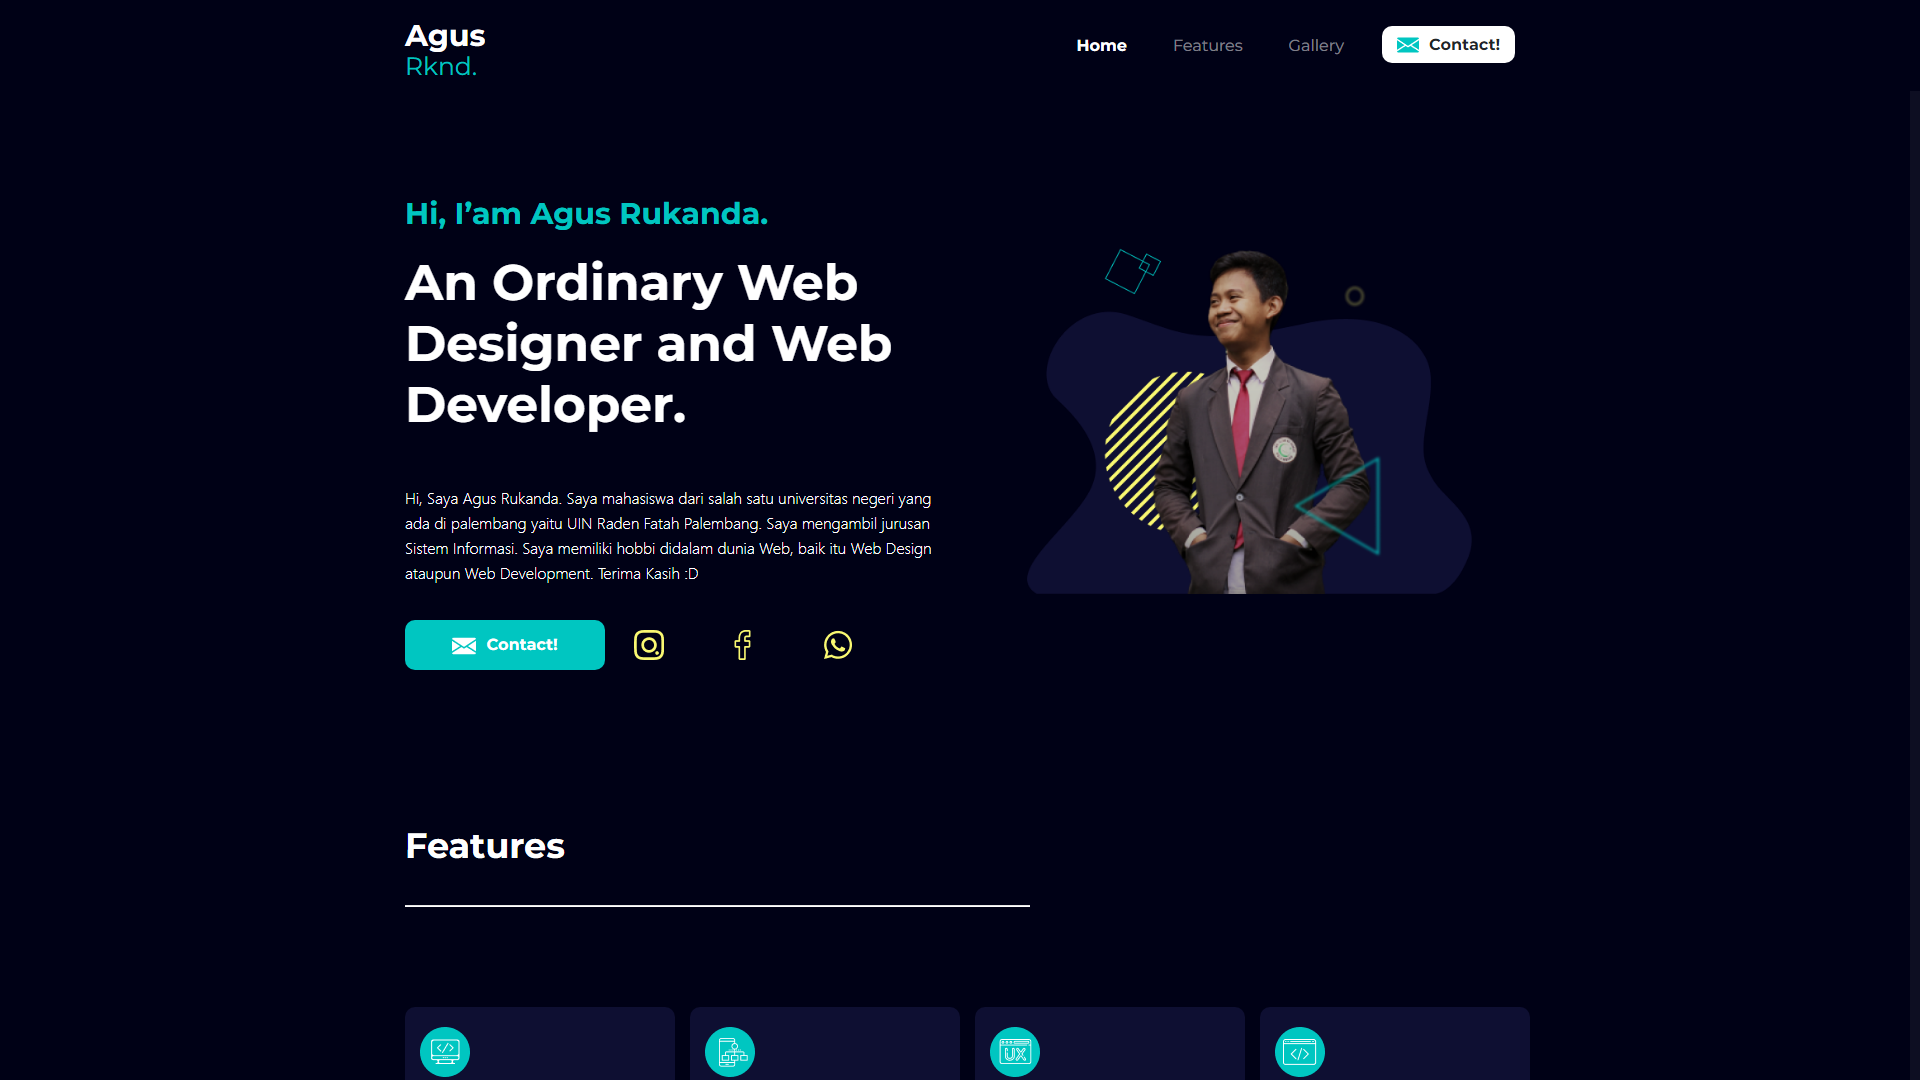 Agus
Rknd.
Home
Features
Gallery
Contact!
Hi, I’am Agus Rukanda.
An Ordinary Web
Designer and Web
Developer.
Hi, Saya Agus Rukanda. Saya mahasiswa dari salah satu universitas negeri yang
ada di palembang yaitu UIN Raden Fatah Palembang. Saya mengambil jurusan
Sistem Informasi. Saya memiliki hobbi didalam dunia Web, baik itu Web Design
ataupun Web Development. Terima Kasih :D
Contact!
Features
UX